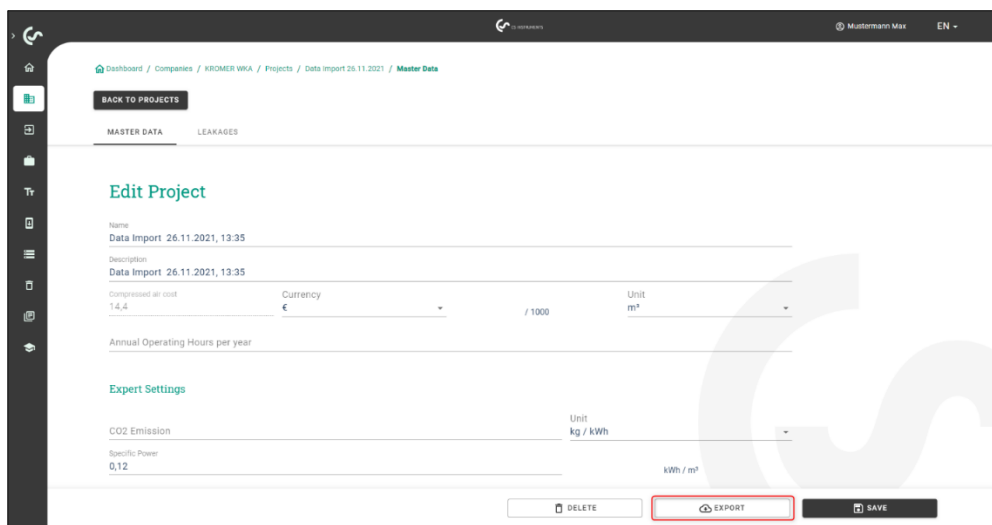 CS INSTRUMENTS
Mustermann Max
EN
Dashboard / Companies / KROMER WKA / Projects / Data Import 26.11.2021 / Master Data
BACK TO PROJECTS
MASTER DATA LEAKAGES
Edit Project
Name
Data Import 26.11.2021, 13:35
Description
Data Import 26.11.2021, 13:35
Compressed air cost Currency Unit
14,4 € / 1000 m³
Annual Operating Hours per year
Expert Settings
CO2 Emission Unit
kg / kWh
Specific Power
0,12 kWh / m³
DELETE EXPORT SAVE